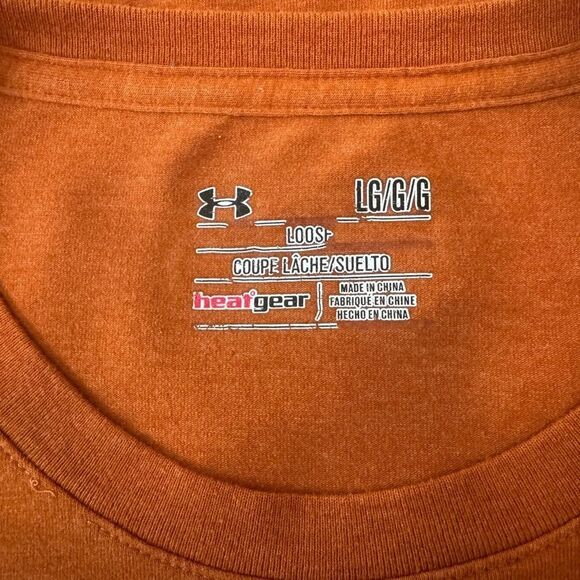 LG/G/G
LOOSE
COUPE LÂCHE/SUELTO
heatgear
MADE IN CHINA
FABRIQUÉ EN CHINE
HECHO EN CHINA